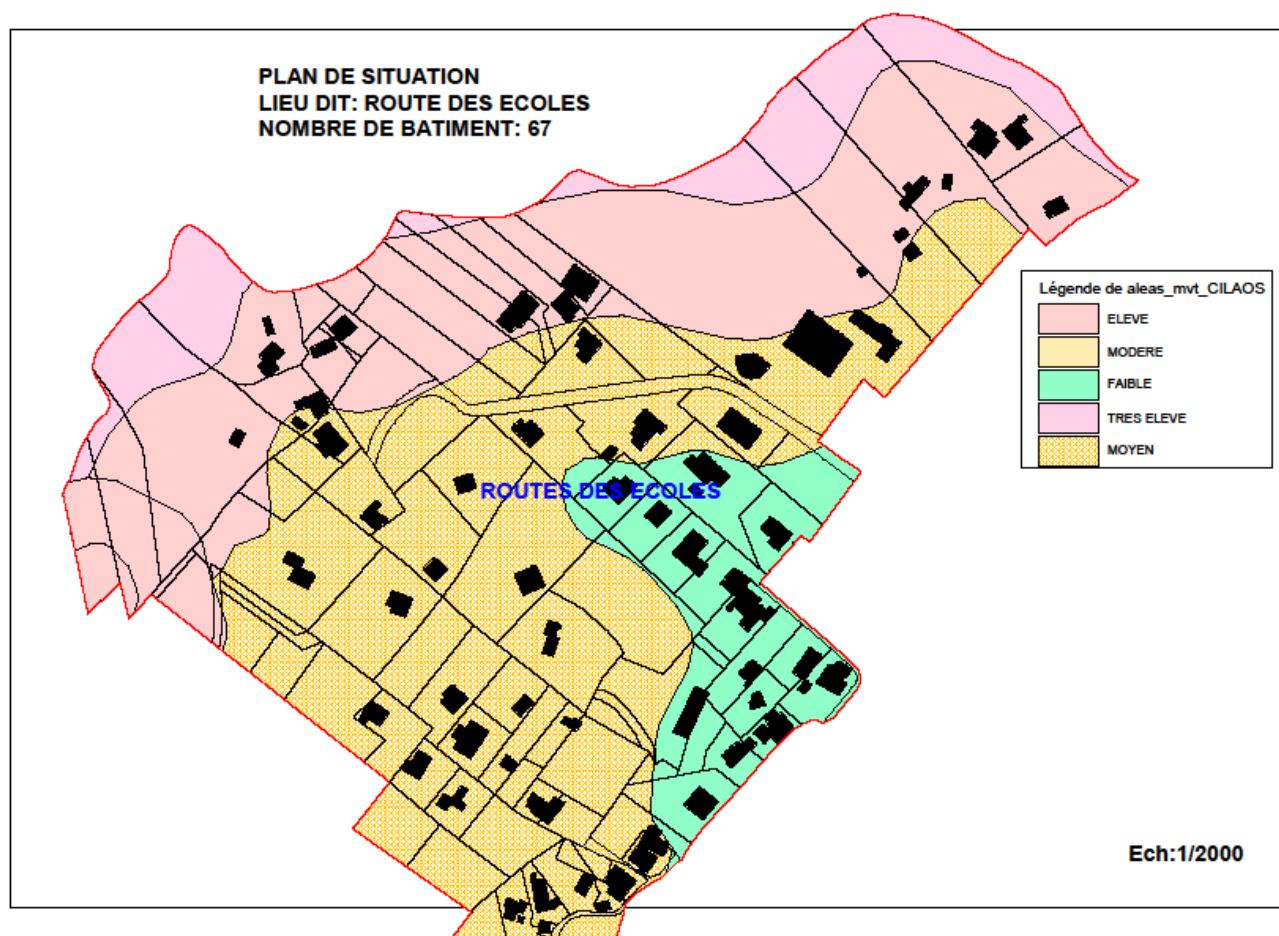 PLAN DE SITUATION
LIEU DIT: ROUTE DES ECOLES
NOMBRE DE BATIMENT: 67
Légende de aleas_mvt_CILAOS
ELEVE
MODERE
FAIBLE
TRES ELEVE
MOYEN
ROUTES DES ECOLES
Ech:1/2000